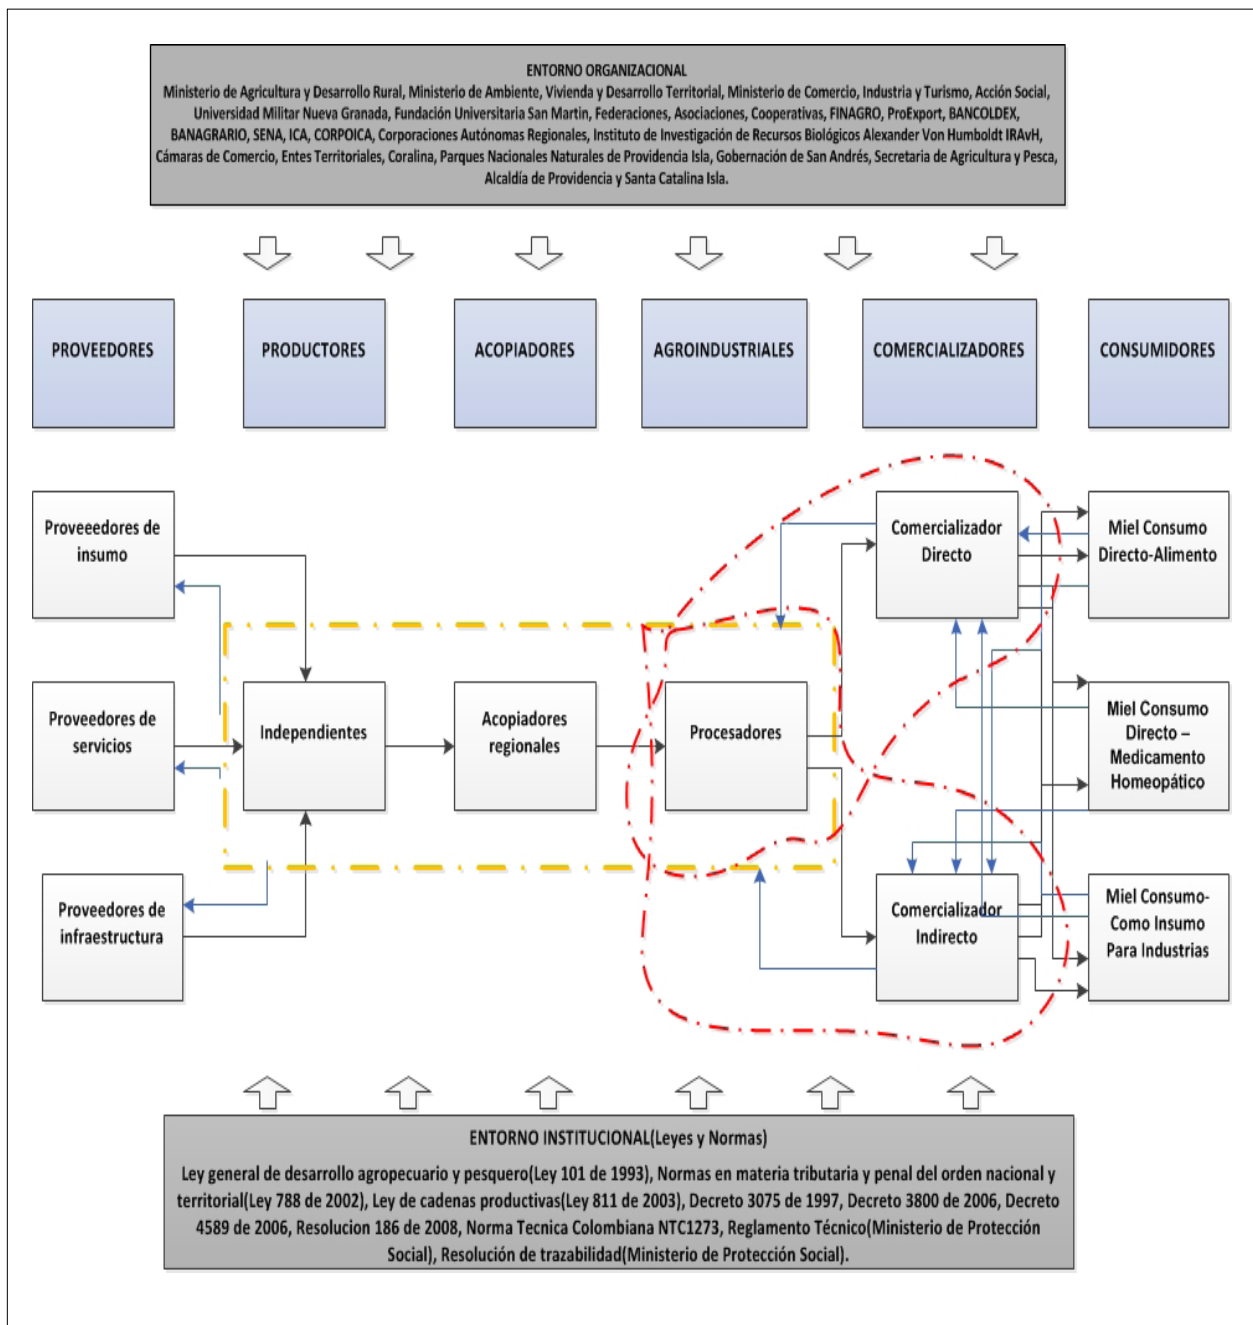 ENTORNO ORGANIZACIONAL
Ministerio de Agricultura y Desarrollo Rural, Ministerio de Ambiente, Vivienda y Desarrollo Territorial, Ministerio de Comercio, Industria y Turismo, Acción Social,
Universidad Militar Nueva Granada, Fundación Universitaria San Martin, Federaciones, Asociaciones, Cooperativas, FINAGRO, ProExport, BANCOLDEX,
BANAGRARIO, SENA, ICA, CORPOICA, Corporaciones Autónomas Regionales, Instituto de Investigación de Recursos Biológicos Alexander Von Humboldt IRAvH,
Cámaras de Comercio, Entes Territoriales, Coralina, Parques Nacionales Naturales de Providencia Isla, Gobernación de San Andrés, Secretaria de Agricultura y Pesca,
Alcaldía de Providencia y Santa Catalina Isla.
PROVEEDORES
PRODUCTORES
ACOPIADORES
AGROINDUSTRIALES
COMERCIALIZADORES
CONSUMIDORES
Proveeedores de
insumo
Comercializador
Directo
Miel Consumo
Directo-Alimento
Proveedores de
servicios
Independientes
Acopiadores
regionales
Procesadores
Miel Consumo
Directo –
Medicamento
Homeopático
Proveedores de
infraestructura
Comercializador
Indirecto
Miel Consumo-
Como Insumo
Para Industrias
ENTORNO INSTITUCIONAL(Leyes y Normas)
Ley general de desarrollo agropecuario y pesquero(Ley 101 de 1993), Normas en materia tributaria y penal del orden nacional y
territorial(Ley 788 de 2002), Ley de cadenas productivas(Ley 811 de 2003), Decreto 3075 de 1997, Decreto 3800 de 2006, Decreto
4589 de 2006, Resolucion 186 de 2008, Norma Tecnica Colombiana NTC1273, Reglamento Técnico(Ministerio de Protección
Social), Resolución de trazabilidad(Ministerio de Protección Social).